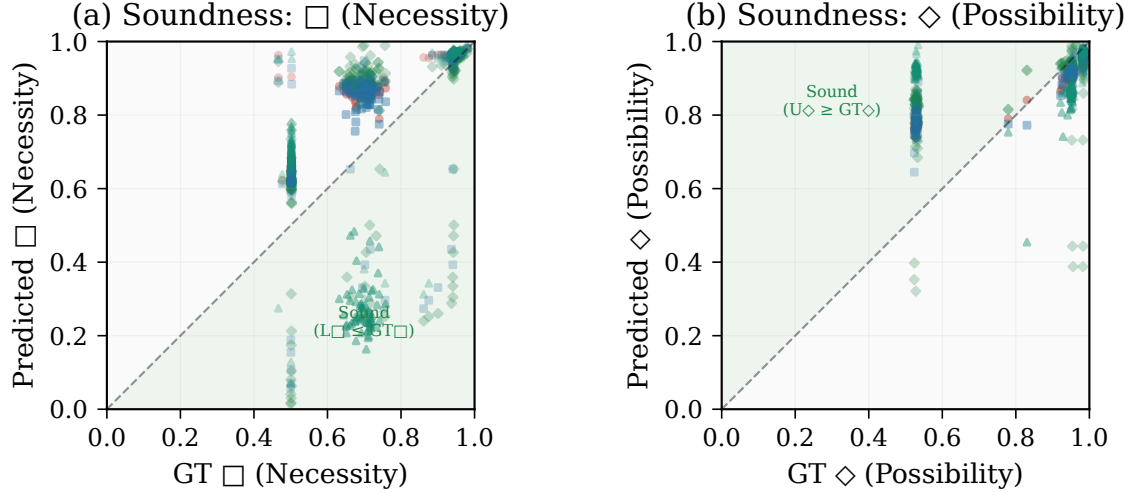 (a) Soundness: □ (Necessity)
1.0
0.8
0.6
0.4
0.2
0.0
Predicted □ (Necessity)
Sound
(L□ ≤ GT□)
0.0 0.2 0.4 0.6 0.8 1.0
GT □ (Necessity)
(b) Soundness: ◇ (Possibility)
1.0
0.8
0.6
0.4
0.2
0.0
Predicted ◇ (Possibility)
Sound
(U◇ ≥ GT◇)
0.0 0.2 0.4 0.6 0.8 1.0
GT ◇ (Possibility)